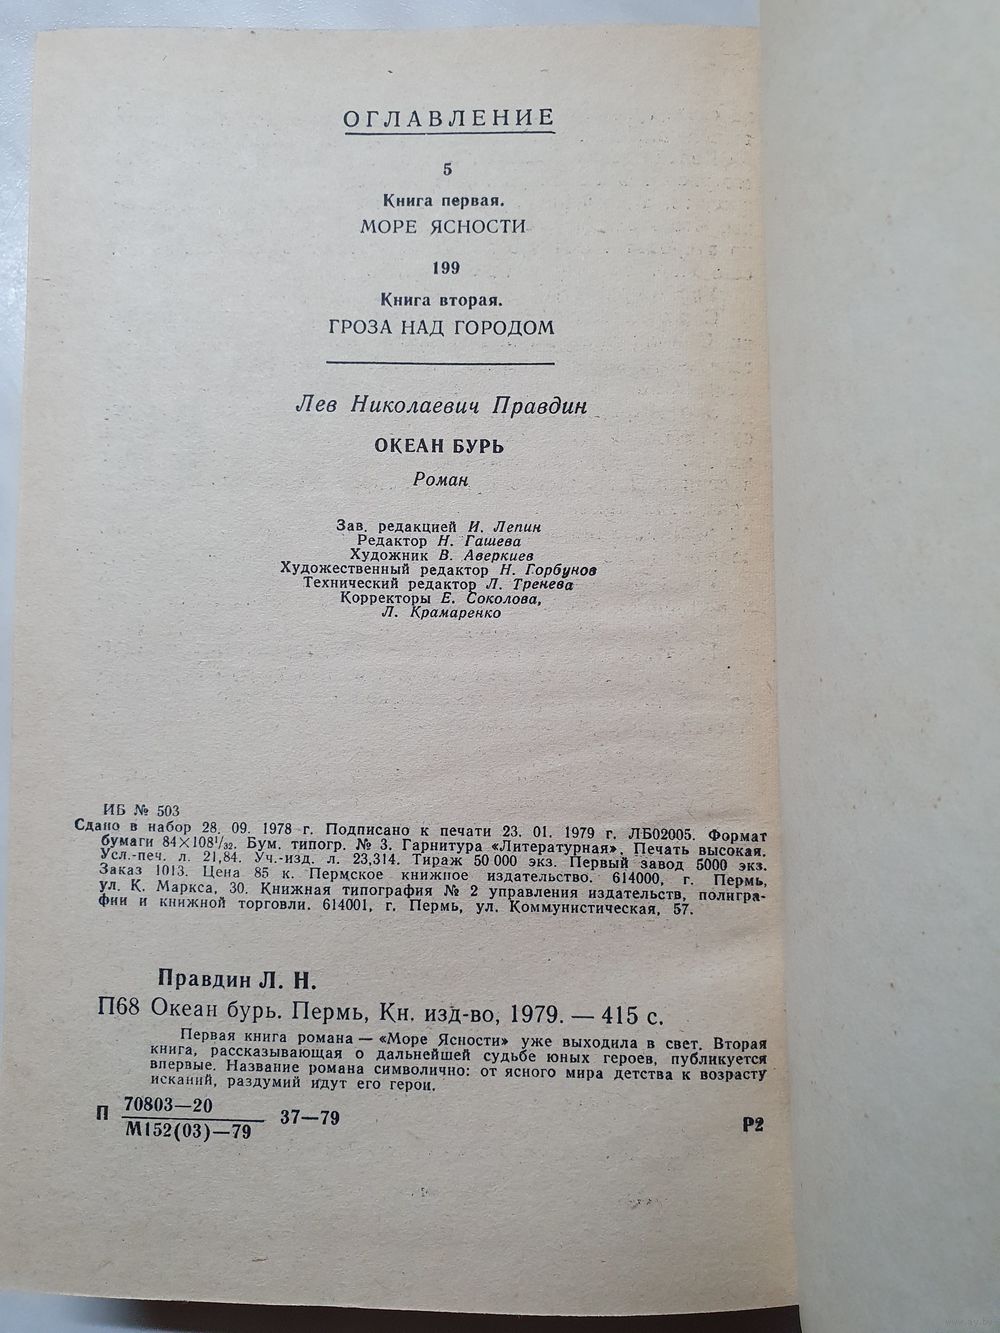 ОГЛАВЛЕНИЕ
5
Книга первая.
МОРЕ ЯСНОСТИ
199
Книга вторая.
ГРОЗА НАД ГОРОДОМ
Лев Николаевич Правдин
ОКЕАН БУРЬ
Роман
Зав. редакцией И. Лепин
Редактор Н. Гашева
Художник В. Аверкиев
Художественный редактор Н. Горбунов
Технический редактор Л. Тренева
Корректоры Е. Соколова,
Л. Крамаренко
ИБ № 503
Сдано в набор 28. 09. 1978 г. Подписано к печати 23. 01. 1979 г. ЛБ02005. Формат
бумаги 84×108¹/₃₂. Бум. типогр. № 3. Гарнитура «Литературная». Печать высокая.
Усл.-печ. л. 21,84. Уч.-изд. л. 23,314. Тираж 50 000 экз. Первый завод 5000 экз.
Заказ 1013. Цена 85 к. Пермское книжное издательство. 614000, г. Пермь,
ул. К. Маркса, 30. Книжная типография № 2 управления издательств, полигра-
фии и книжной торговли. 614001, г. Пермь, ул. Коммунистическая, 57.
Правдин Л. Н.
П68 Океан бурь. Пермь, Кн. изд-во, 1979. — 415 с.
Первая книга романа — «Море Ясности» уже выходила в свет. Вторая
книга, рассказывающая о дальнейшей судьбе юных героев, публикуется
впервые. Название романа символично: от ясного мира детства к возрасту
исканий, раздумий идут его герои.
П 70803—20 37—79
М152(03)—79
Р2
www.ay.by